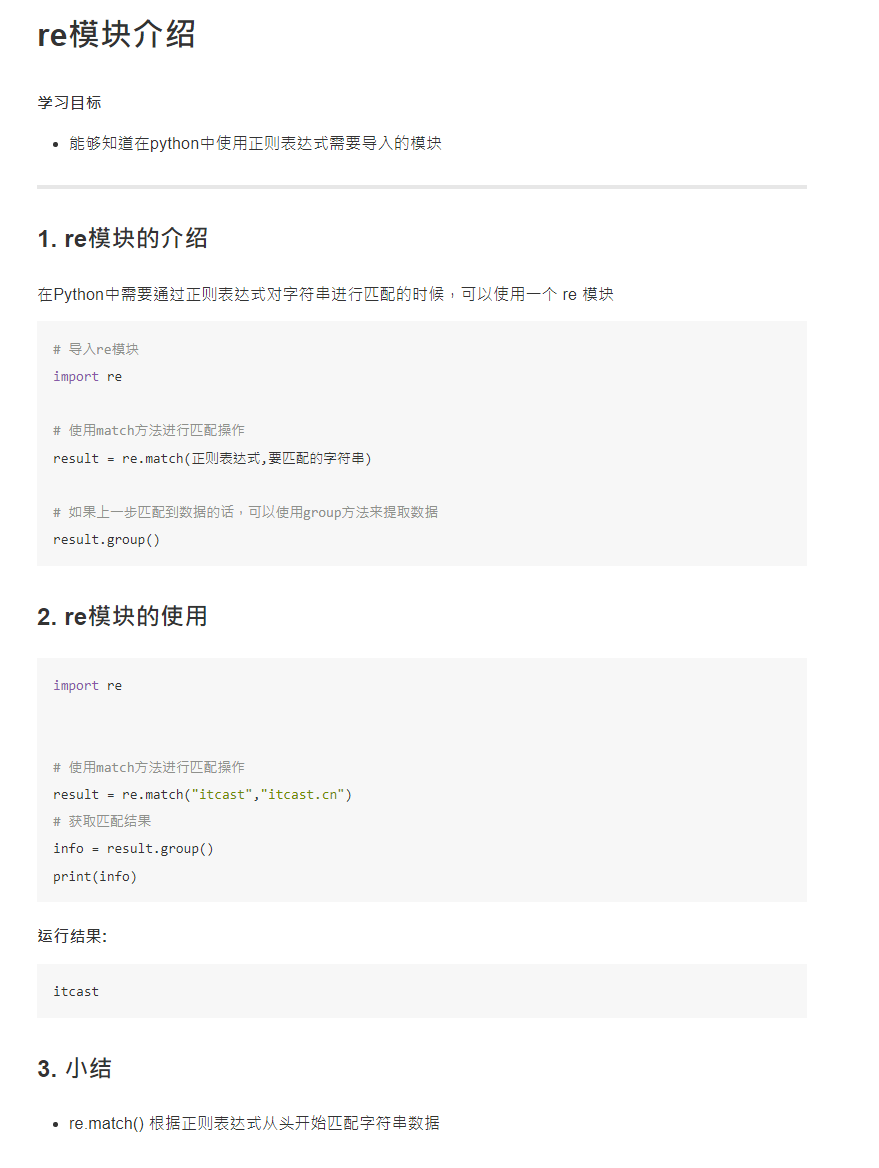 re模块介绍
学习目标
• 能够知道在python中使用正则表达式需要导入的模块
1. re模块的介绍
在Python中需要通过正则表达式对字符串进行匹配的时候，可以使用一个 re 模块
# 导入re模块
import re
# 使用match方法进行匹配操作
result = re.match(正则表达式,要匹配的字符串)
# 如果上一步匹配到数据的话，可以使用group方法来提取数据
result.group()
2. re模块的使用
import re
# 使用match方法进行匹配操作
result = re.match("itcast","itcast.cn")
# 获取匹配结果
info = result.group()
print(info)
运行结果:
itcast
3. 小结
• re.match() 根据正则表达式从头开始匹配字符串数据